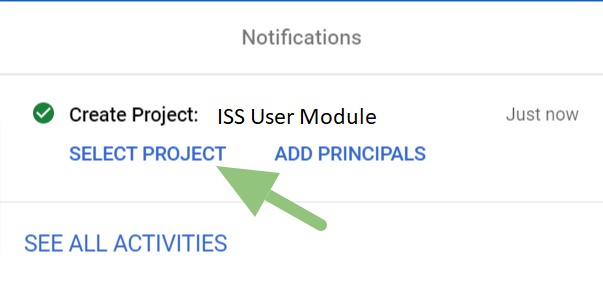 Notifications
Create Project: ISS User Module Just now
SELECT PROJECT ADD PRINCIPALS
SEE ALL ACTIVITIES